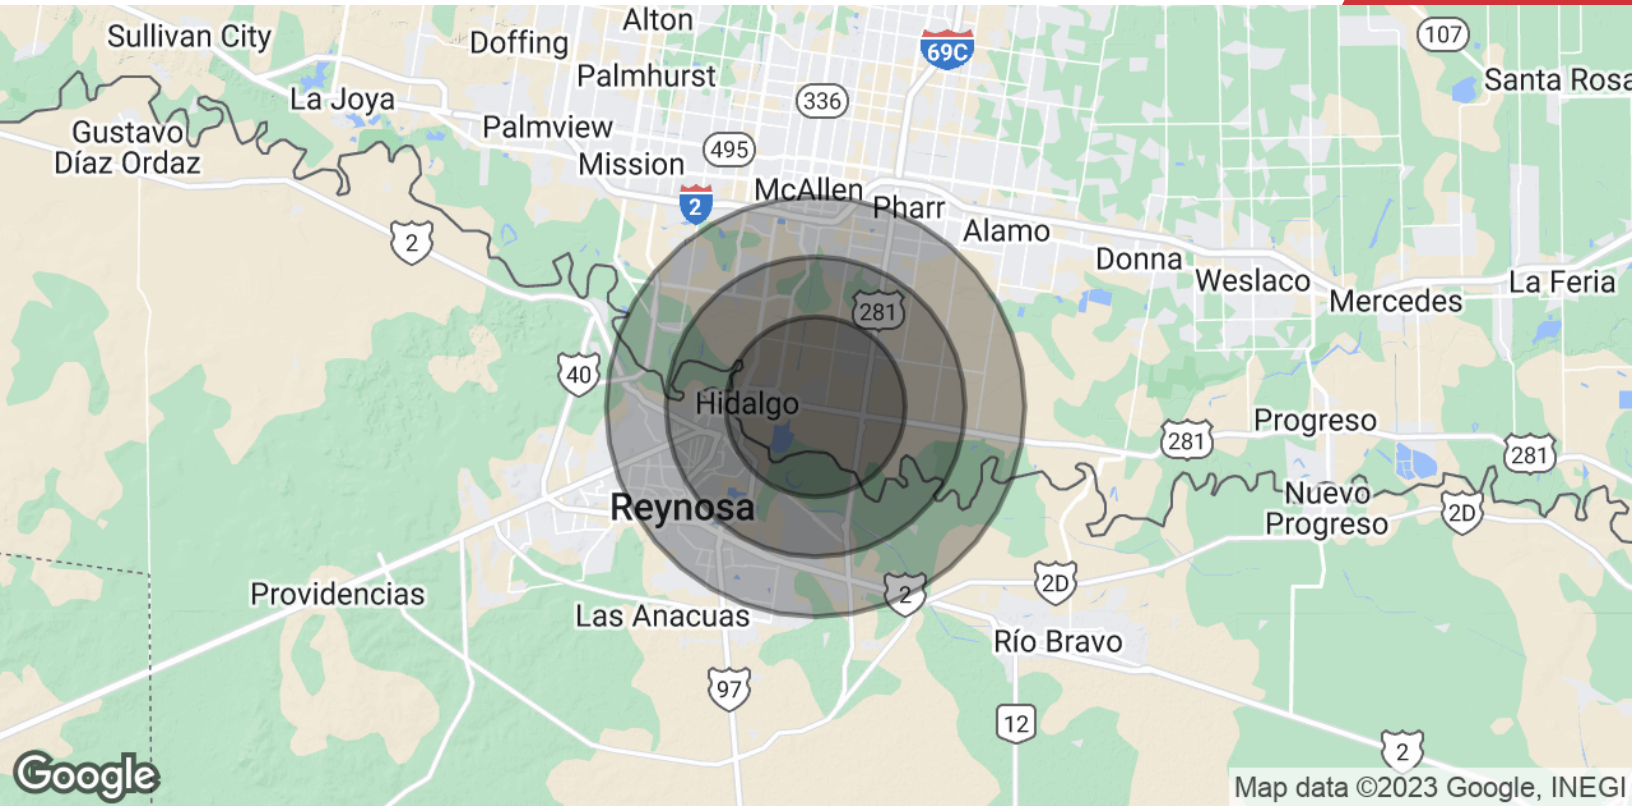 Alton
Sullivan City
Doffing
107
69C
Palmhurst
Santa Rosa
La Joya
336
Gustavo
Díaz Ordaz
Palmview
495
Mission
McAllen
2
Pharr
Alamo
2
Donna
Weslaco
La Feria
Mercedes
281
40
Hidalgo
Progreso
281
281
Reynosa
Nuevo
Progreso
2D
2D
2
Providencias
Las Anacuas
Río Bravo
97
12
2
Google
Map data ©2023 Google, INEGI